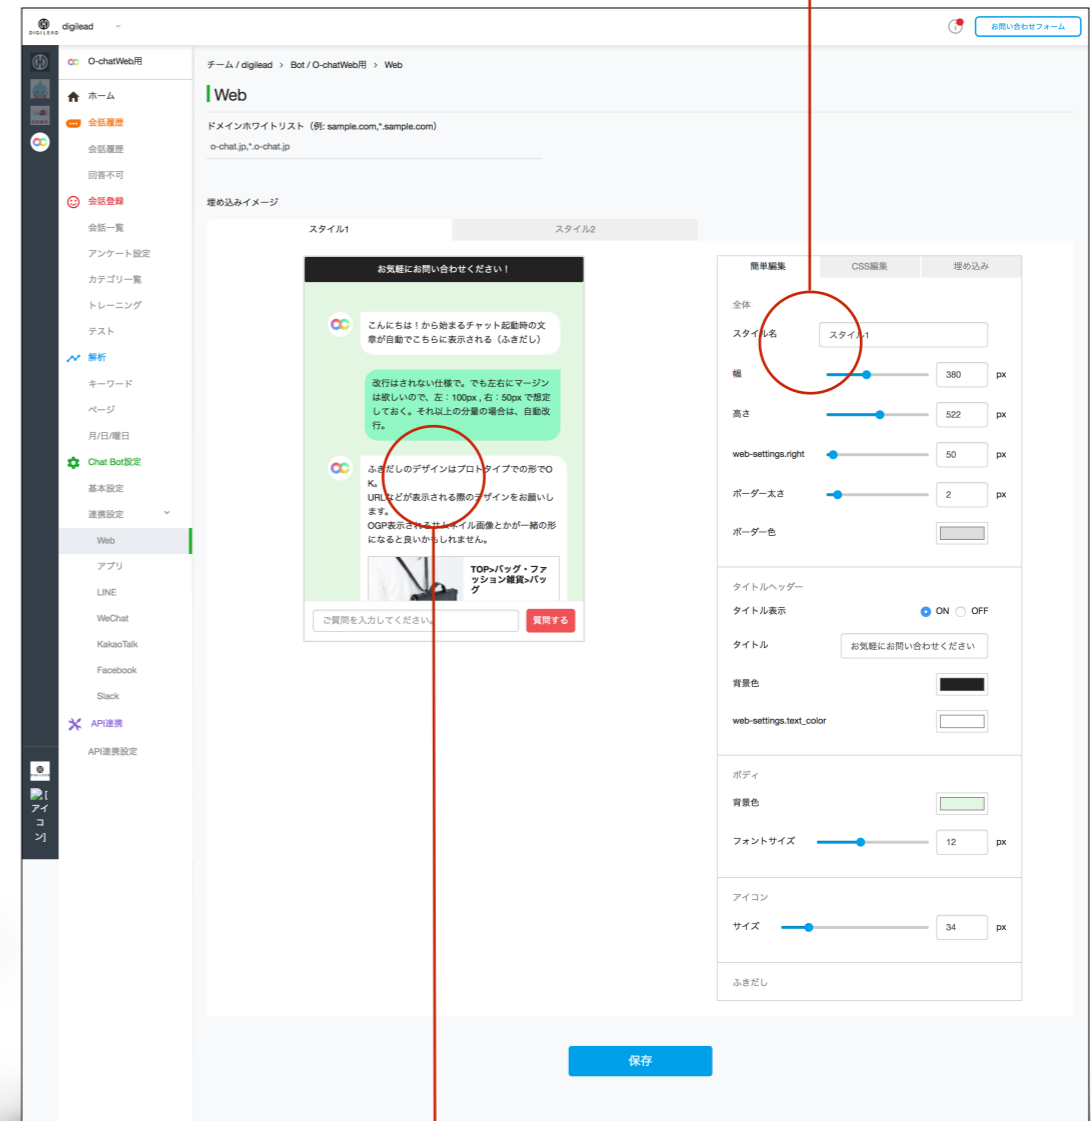 DIGILEAD
digilead
お問い合わせフォーム
O-chatWeb用
ホーム
会話履歴
会話履歴
回答不可
会話登録
会話一覧
アンケート設定
カテゴリ一覧
トレーニング
テスト
解析
キーワード
ページ
月/日/曜日
Chat Bot設定
基本設定
連携設定
Web
アプリ
LINE
WeChat
KakaoTalk
Facebook
Slack
API連携
API連携設定
[アイコン]
チーム / digilead > Bot / O-chatWeb用 > Web
Web
ドメインホワイトリスト（例: sample.com,*.sample.com）
o-chat.jp,*.o-chat.jp
埋め込みイメージ
スタイル1
スタイル2
お気軽にお問い合わせください！
こんにちは！から始まるチャット起動時の文
章が自動でこちらに表示される（ふきだし）
改行はされない仕様で。でも左右にマージン
は欲しいので、左：100px , 右：50px で想定
しておく。それ以上の分量の場合は、自動改
行。
ふきだしのデザインはプロトタイプでの形でO
K。
URLなどが表示される際のデザインをお願いし
ます。
OGP表示されるサムネイル画像とかが一緒の形
になると良いかもしれません。
TOP>バッグ・ファ
ッション雑貨>バッ
グ
ご質問を入力してください。
質問する
簡単編集
CSS編集
埋め込み
全体
スタイル名 スタイル1
幅 380 px
高さ 522 px
web-settings.right 50 px
ボーダー太さ 2 px
ボーダー色
タイトルヘッダー
タイトル表示 ON OFF
タイトル お気軽にお問い合わせください
背景色
web-settings.text_color
ボディ
背景色
フォントサイズ 12 px
アイコン
サイズ 34 px
ふきだし
保存